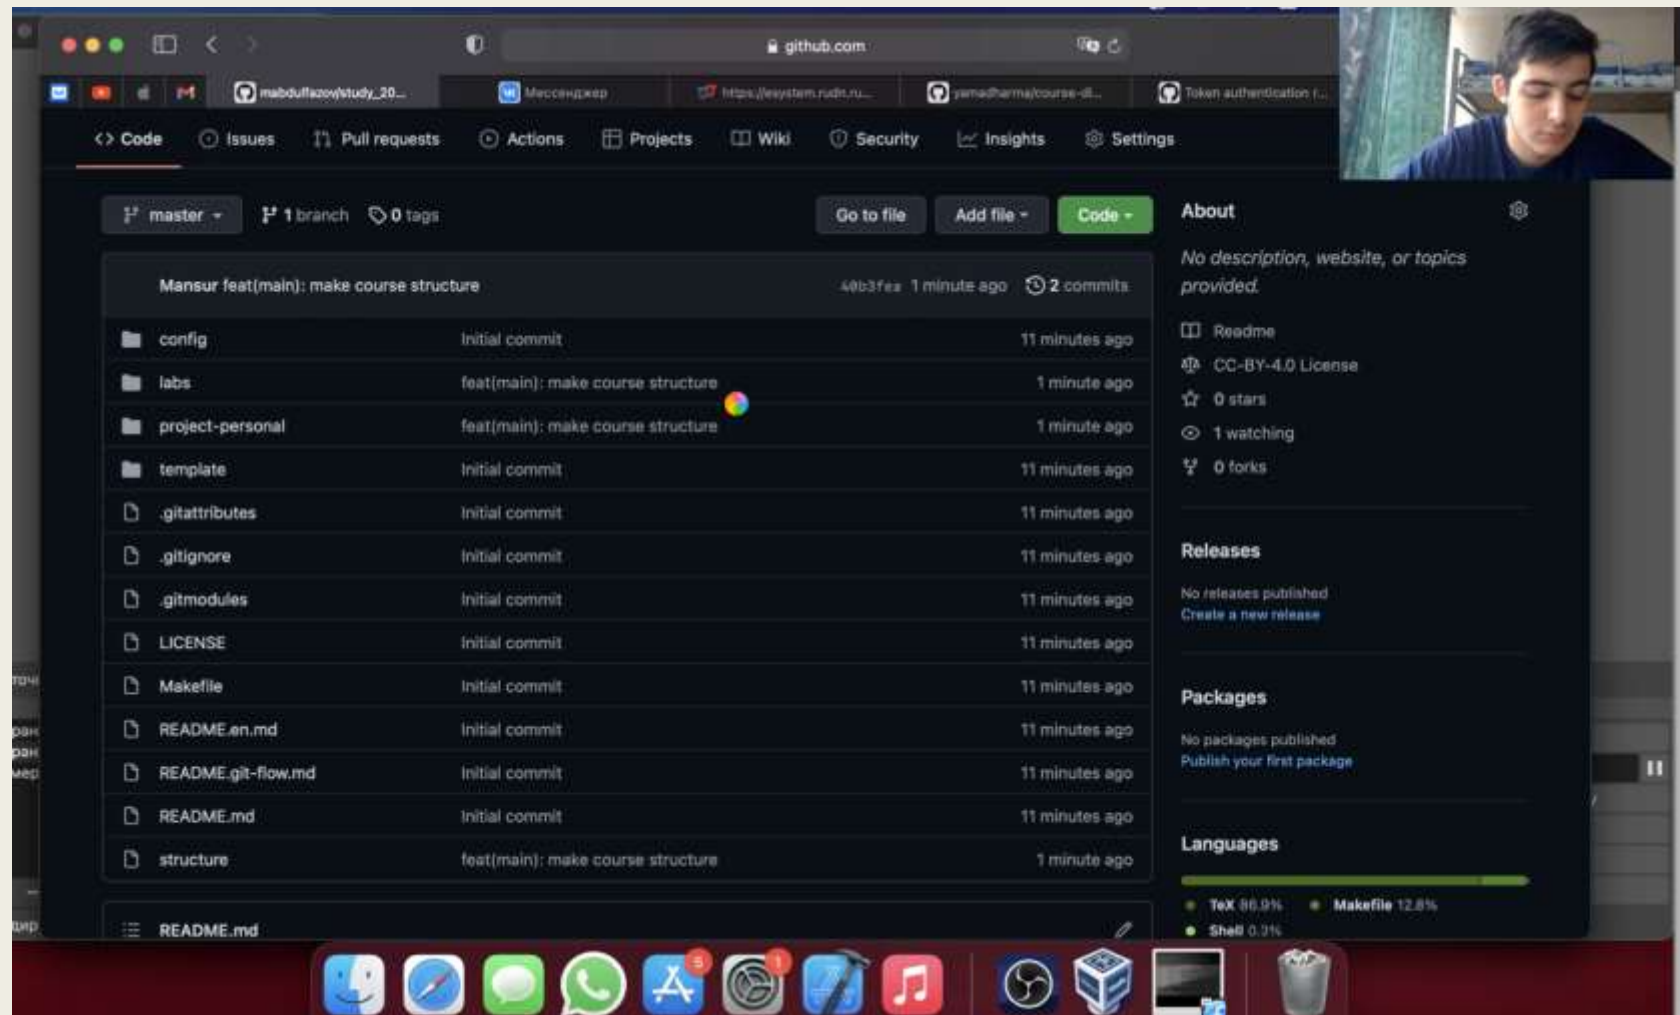 github.com
mabdulfazov/study_20...
Мессенджер
https://esystem.rudn.ru...
yamadharma/course-di...
Token authentication r...
<> Code
Issues
Pull requests
Actions
Projects
Wiki
Security
Insights
Settings
master
1 branch
0 tags
Go to file
Add file
Code
Mansur feat(main): make course structure
40b3fea 1 minute ago
2 commits
config Initial commit 11 minutes ago
labs feat(main): make course structure 1 minute ago
project-personal feat(main): make course structure 1 minute ago
template Initial commit 11 minutes ago
.gitattributes Initial commit 11 minutes ago
.gitignore Initial commit 11 minutes ago
.gitmodules Initial commit 11 minutes ago
LICENSE Initial commit 11 minutes ago
Makefile Initial commit 11 minutes ago
README.en.md Initial commit 11 minutes ago
README.git-flow.md Initial commit 11 minutes ago
README.md Initial commit 11 minutes ago
structure feat(main): make course structure 1 minute ago
README.md
About
No description, website, or topics
provided.
Readme
CC-BY-4.0 License
0 stars
1 watching
0 forks
Releases
No releases published
Create a new release
Packages
No packages published
Publish your first package
Languages
TeX 86.9%
Makefile 12.8%
Shell 0.3%
5
1